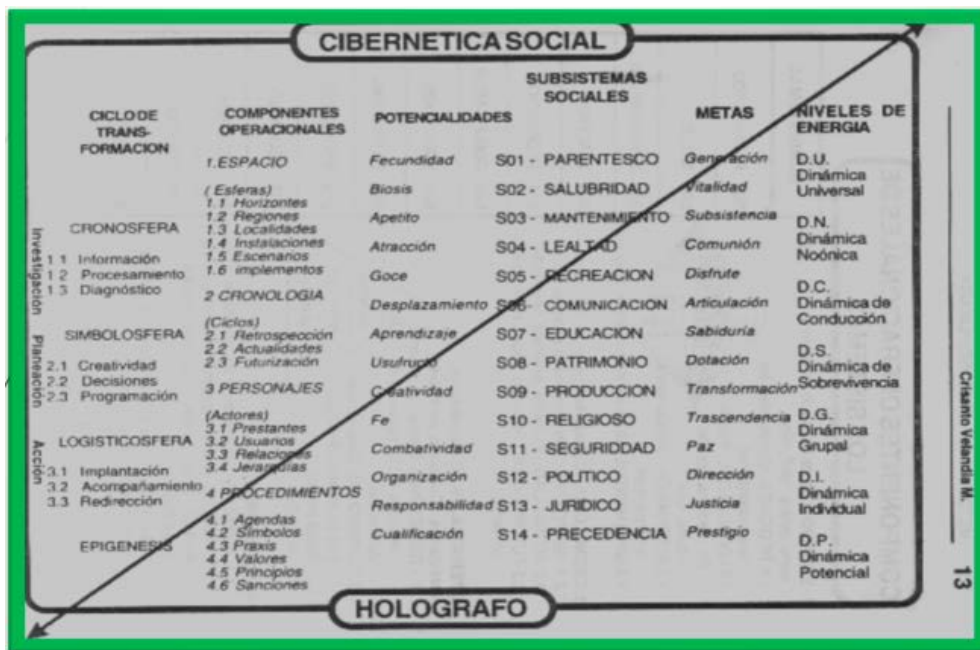 CIBERNETICA SOCIAL
CICLO DE
TRANS-
FORMACION
CRONOSFERA
1 1 Información
1 2 Procesamiento
1 3 Diagnóstico
SIMBOLOSFERA
2.1 Creatividad
2.2 Decisiones
2.3 Programación
LOGISTICOSFERA
3.1 Implantación
3.2 Acompañamiento
3.3 Redirección
EPIGENESIS
Investigación
Planeación
Acción
COMPONENTES
OPERACIONALES
1. ESPACIO
( Esferas)
1.1 Horizontes
1.2 Regiones
1.3 Localidades
1.4 Instalaciones
1.5 Escenarios
1.6 implementos
2 CRONOLOGIA
(Ciclos)
2.1 Retrospección
2.2 Actualidades
2.3 Futurización
3 PERSONAJES
(Actores)
3.1 Prestantes
3.2 Usuarios
3.3 Relaciones
3.4 Jerarquías
4 PROCEDIMIENTOS
4.1 Agendas
4.2 Símbolos
4.3 Praxis
4.4 Valores
4.5 Principios
4.6 Sanciones
POTENCIALIDADES
Fecundidad
Biosis
Apetito
Atracción
Goce
Desplazamiento
Aprendizaje
Usufructo
Creatividad
Fe
Combatividad
Organización
Responsabilidad
Cualificación
SUBSISTEMAS
SOCIALES
S01 - PARENTESCO
S02 - SALUBRIDAD
S03 - MANTENIMIENTO
S04 - LEALTAD
S05 - RECREACION
S06- COMUNICACION
S07 - EDUCACION
S08 - PATRIMONIO
S09 - PRODUCCION
S10 - RELIGIOSO
S11 - SEGURIDDAD
S12 - POLITICO
S13 - JURIDICO
S14 - PRECEDENCIA
METAS
Generación
Vitalidad
Subsistencia
Comunión
Disfrute
Articulación
Sabiduría
Dotación
Transformación
Trascendencia
Paz
Dirección
Justicia
Prestigio
NIVELES DE
ENERGIA
D.U.
Dinámica
Universal
D.N.
Dinámica
Noónica
D.C.
Dinámica de
Conducción
D.S.
Dinámica de
Sobrevivencia
D.G.
Dinámica
Grupal
D.I.
Dinámica
Individual
D.P.
Dinámica
Potencial
HOLOGRAFO
Crisanto Velandia M.
13